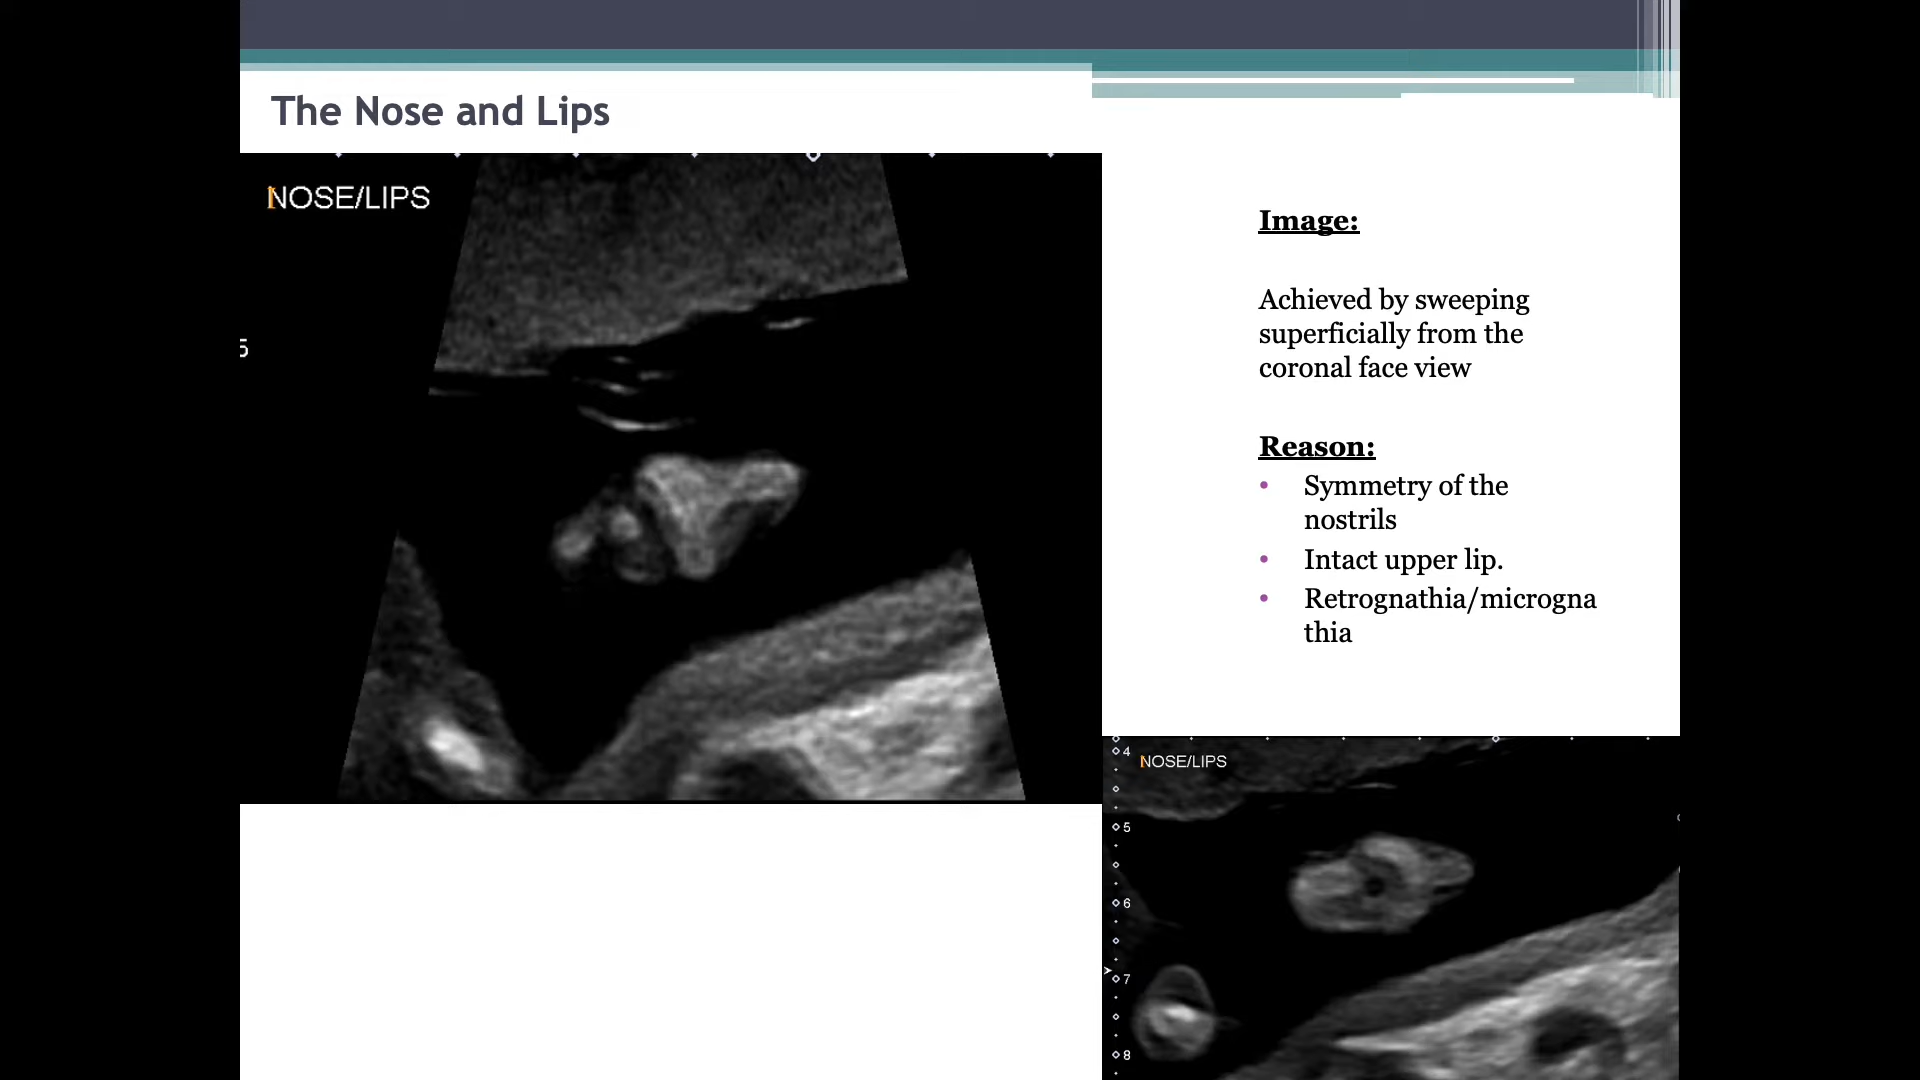 The Nose and Lips
NOSE/LIPS
5
Image:
Achieved by sweeping
superficially from the
coronal face view
Reason:
• Symmetry of the
nostrils
• Intact upper lip.
• Retrognathia/microgna
thia
4
NOSE/LIPS
5
6
7
8